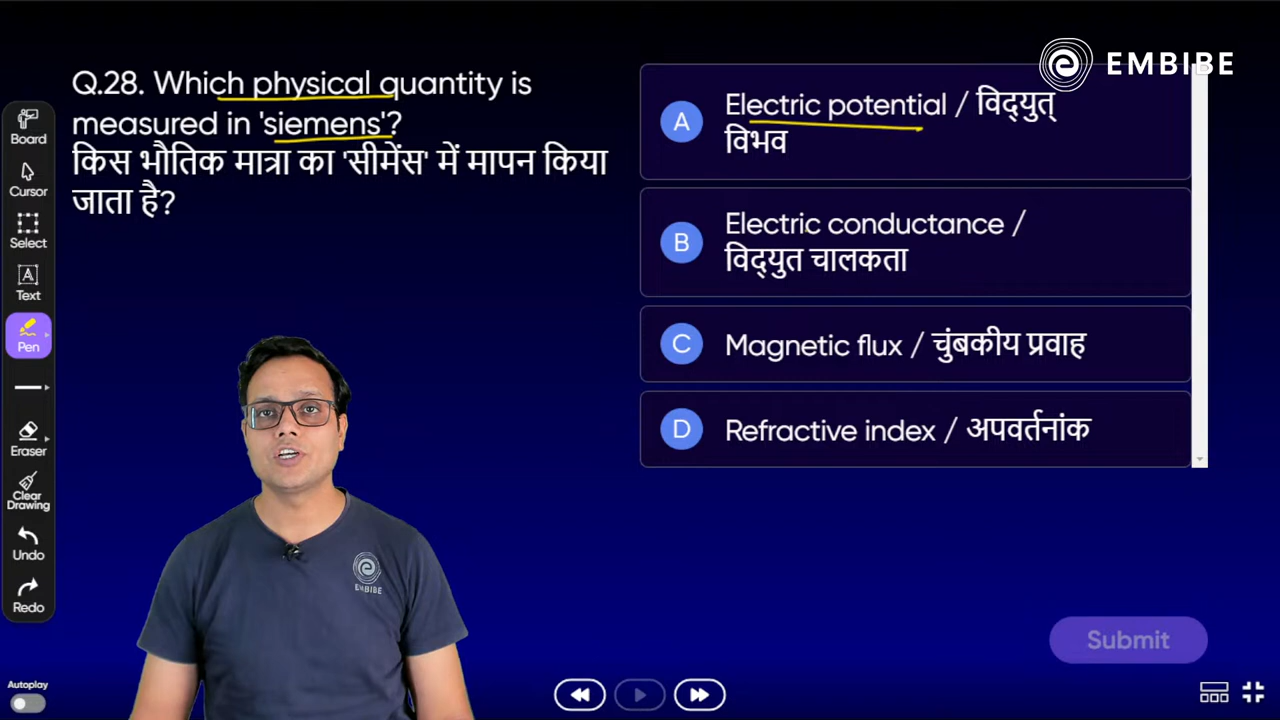 EMBIBE
Q.28. Which physical quantity is
measured in 'siemens'?
किस भौतिक मात्रा का 'सीमेंस' में मापन किया
जाता है?
A
Electric potential / विद्युत्
विभव
B
Electric conductance /
विद्युत चालकता
C
Magnetic flux / चुंबकीय प्रवाह
D
Refractive index / अपवर्तनांक
Board
Cursor
Select
A
Text
Pen
Eraser
Clear
Drawing
Undo
Redo
Autoplay
EMBIBE
Submit